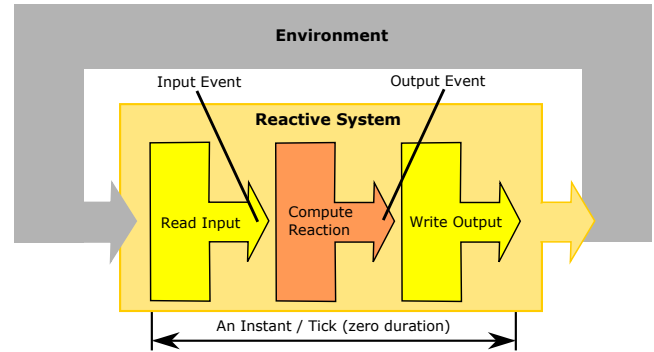 Environment
Input Event
Output Event
Reactive System
Read Input
Compute
Reaction
Write Output
An Instant / Tick (zero duration)